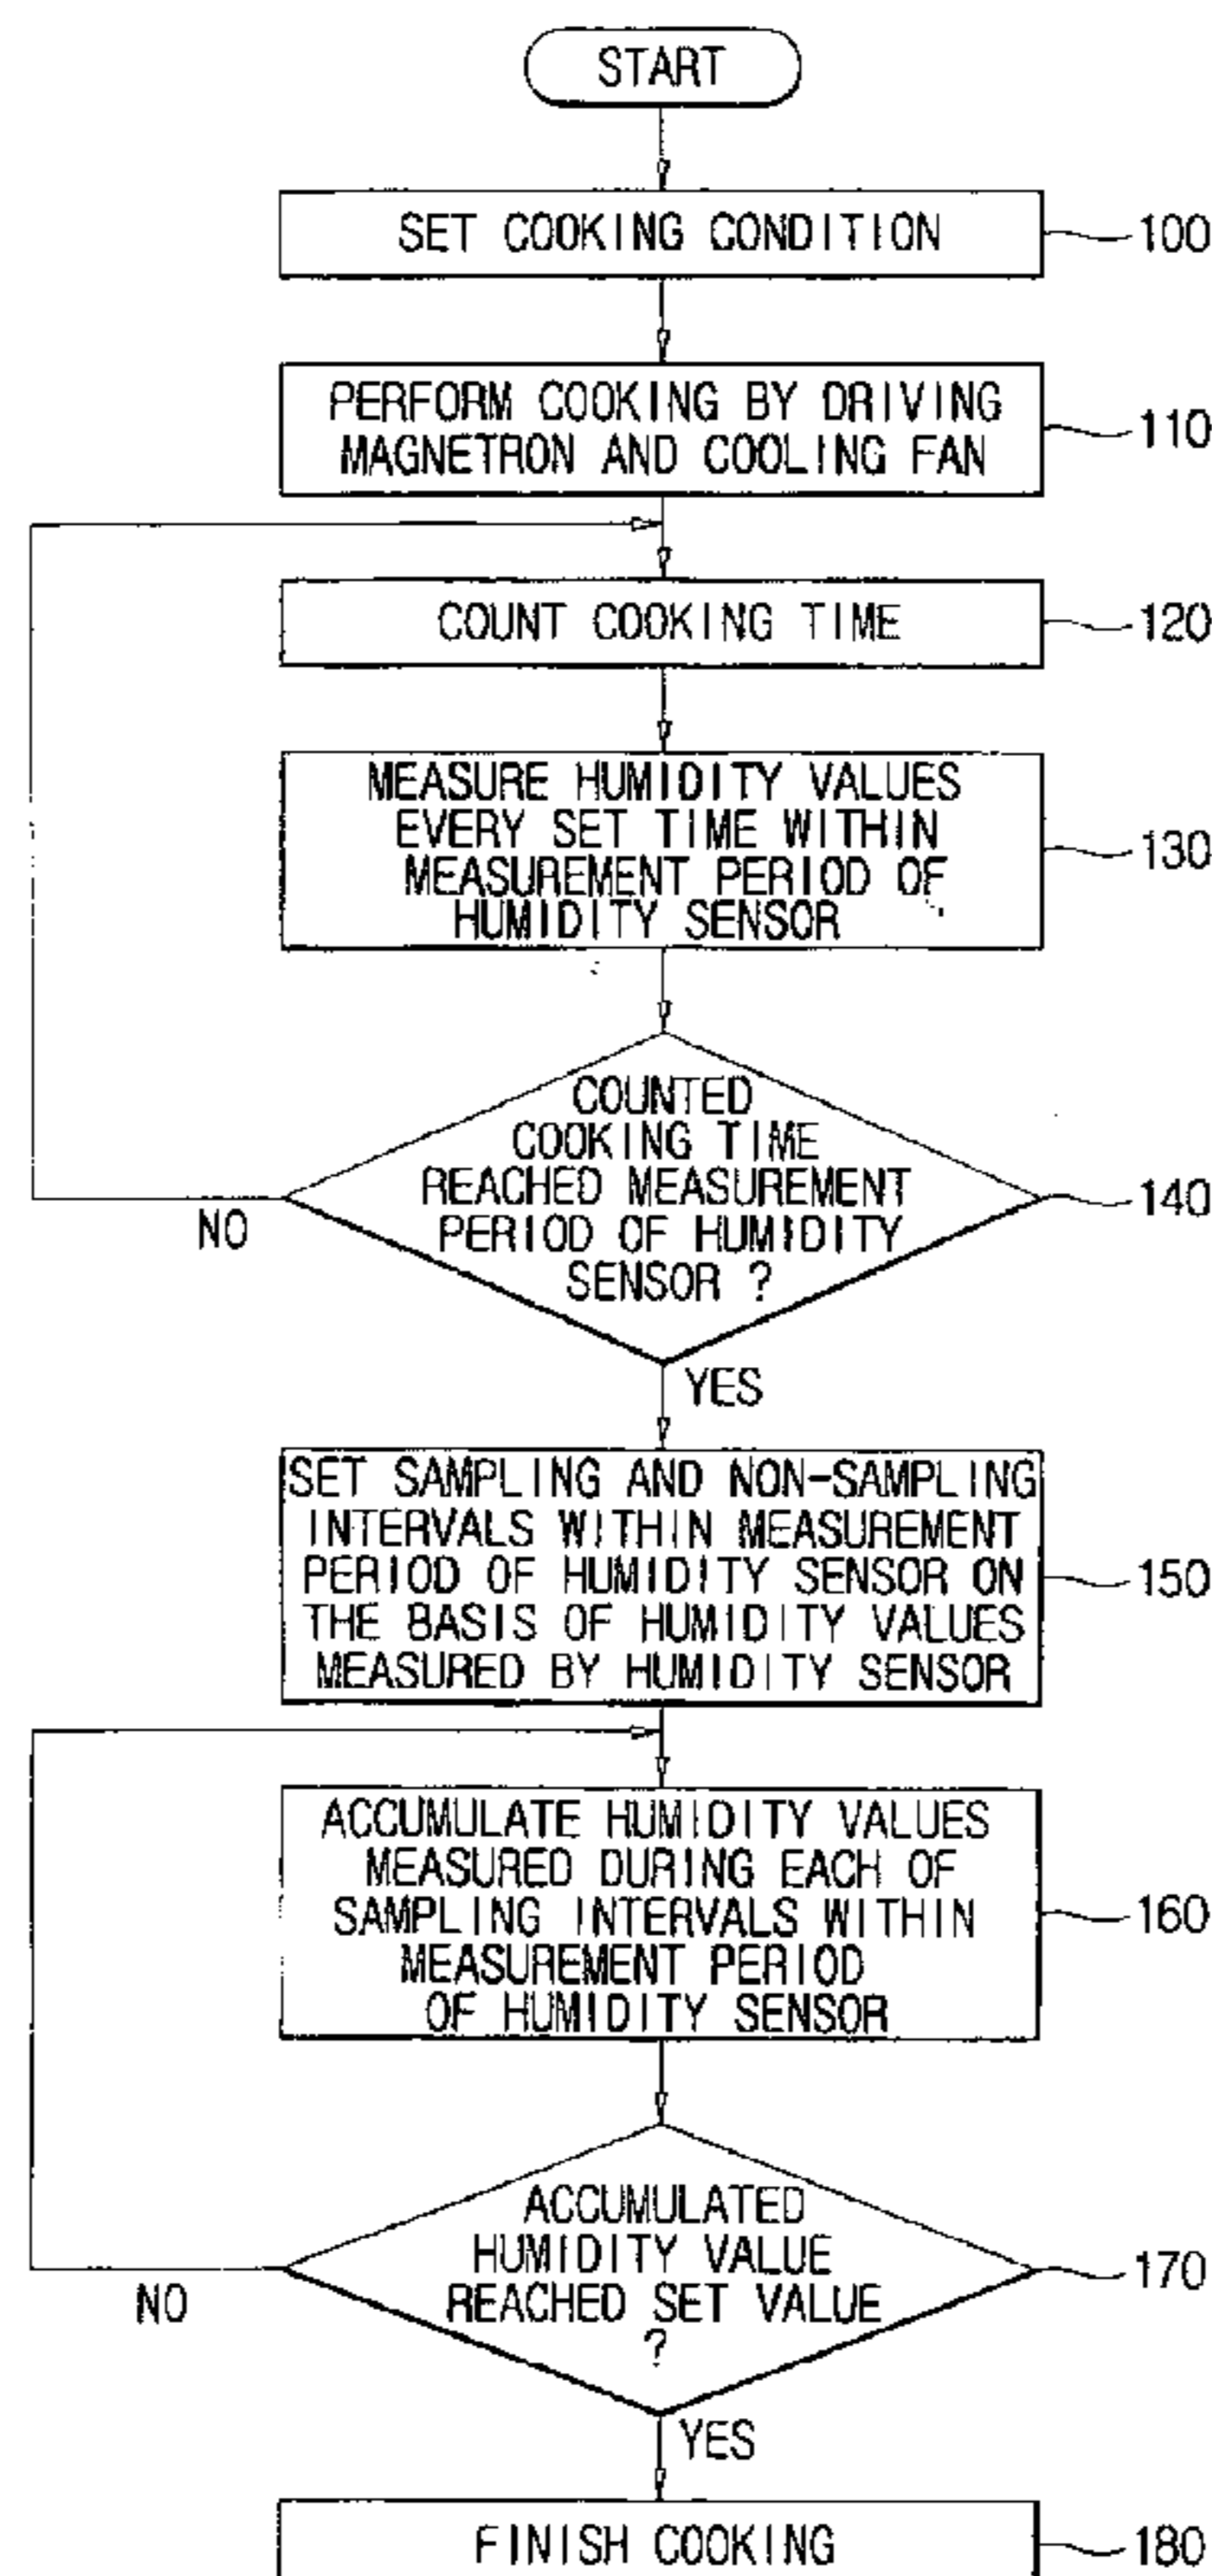 START
SET COOKING CONDITION
100
PERFORM COOKING BY DRIVING
MAGNETRON AND COOLING FAN
110
COUNT COOKING TIME
120
MEASURE HUMIDITY VALUES
EVERY SET TIME WITHIN
MEASUREMENT PERIOD OF
HUMIDITY SENSOR
130
COUNTED
COOKING TIME
REACHED MEASUREMENT
PERIOD OF HUMIDITY
SENSOR ?
140
NO
YES
SET SAMPLING AND NON-SAMPLING
INTERVALS WITHIN MEASUREMENT
PERIOD OF HUMIDITY SENSOR ON
THE BASIS OF HUMIDITY VALUES
MEASURED BY HUMIDITY SENSOR
150
ACCUMULATE HUMIDITY VALUES
MEASURED DURING EACH OF
SAMPLING INTERVALS WITHIN
MEASUREMENT PERIOD
OF HUMIDITY SENSOR
160
ACCUMULATED
HUMIDITY VALUE
REACHED SET VALUE
?
170
NO
YES
FINISH COOKING
180